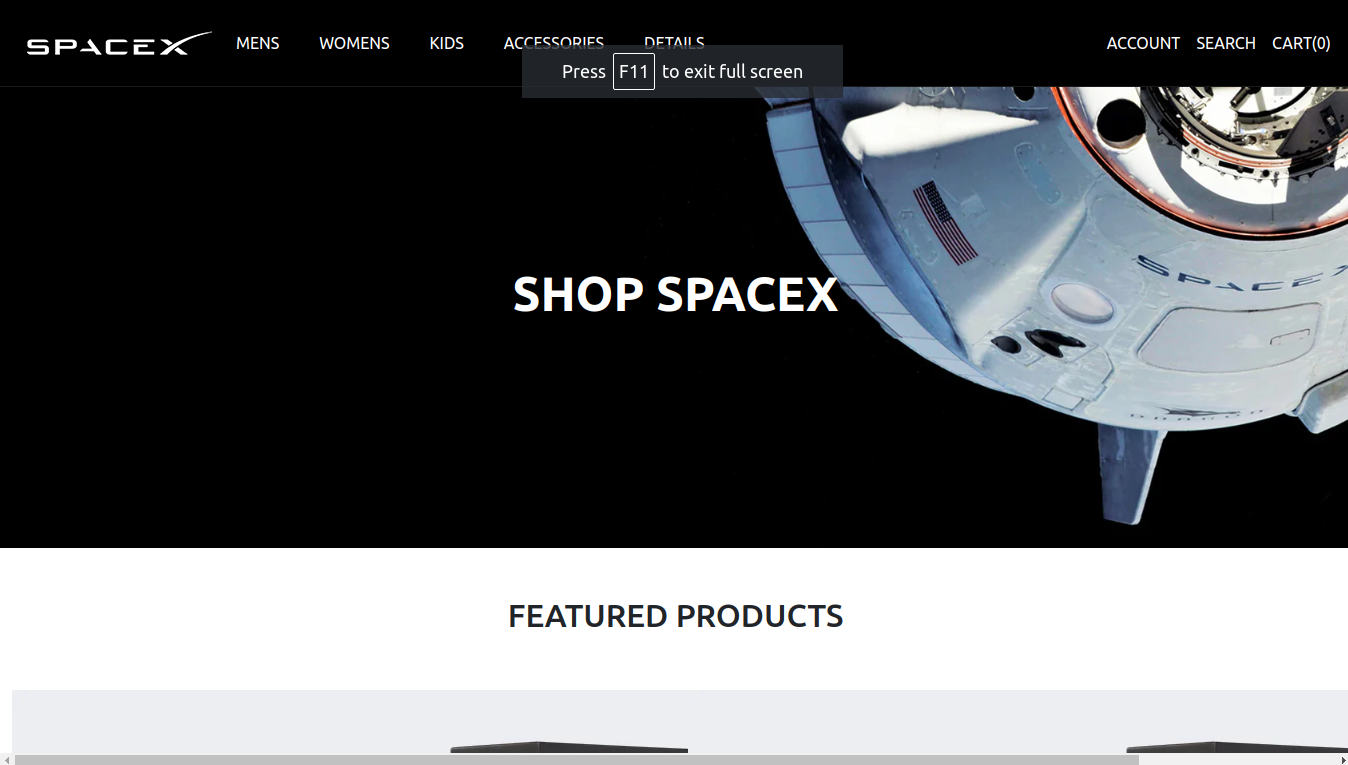 SPACEX MENS WOMENS KIDS ACCESSORIES DETAILS ACCOUNT SEARCH CART(0)
Press F11 to exit full screen
SPACEX
SHOP SPACEX
DRAGON
FEATURED PRODUCTS